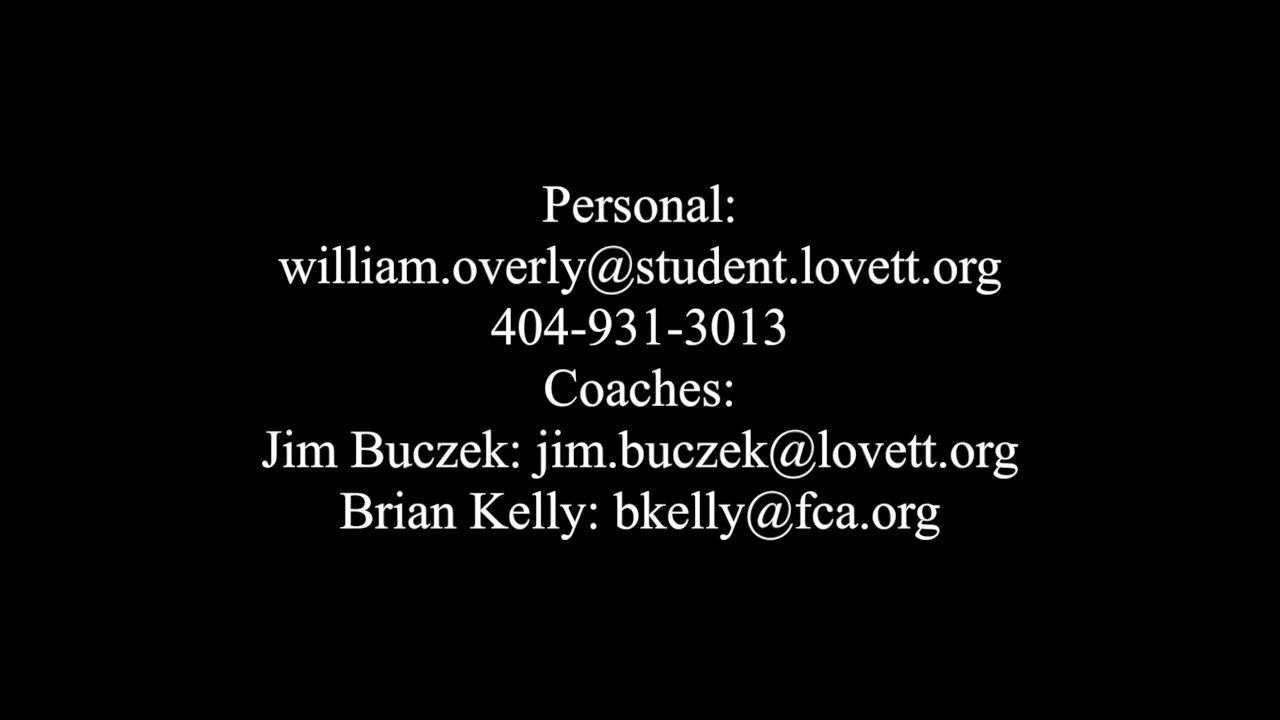 Personal:
william.overly@student.lovett.org
404-931-3013
Coaches:
Jim Buczek: jim.buczek@lovett.org
Brian Kelly: bkelly@fca.org